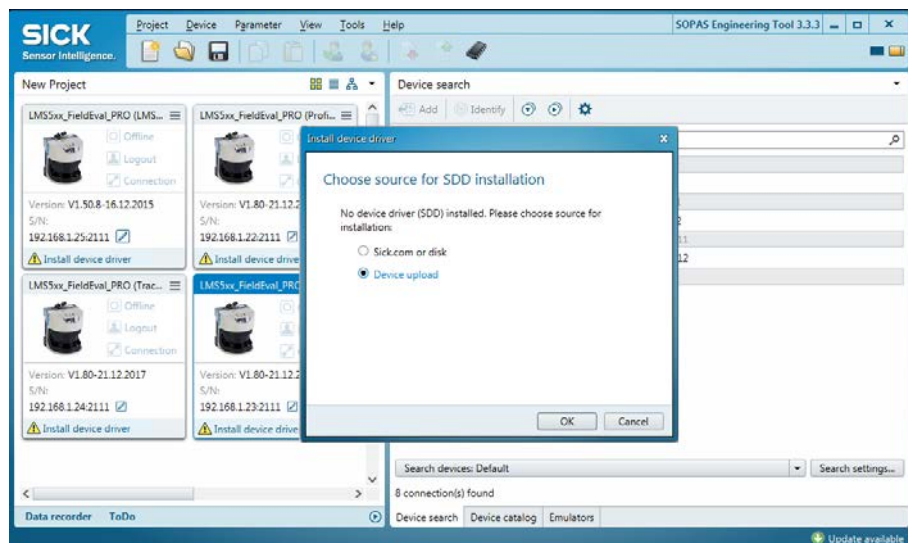 SICK
Sensor Intelligence.
Project Device Parameter View Tools Help
SOPAS Engineering Tool 3.3.3
New Project
Device search
LMS5xx_FieldEval_PRO (LMS...
LMS5xx_FieldEval_PRO (Profi...
Add Identify
Offline
Logout
Connection
Version: V1.50.8-16.12.2015
Version: V1.80-21.12.2
S/N:
S/N:
192.168.1.25:2111
192.168.1.22:2111
Install device driver
Install device drive
Install device driver
Choose source for SDD installation
No device driver (SDD) installed. Please choose source for
installation:
Sick.com or disk
Device upload
OK Cancel
2
11
12
LMS5xx_FieldEval_PRO (Trac...
LMS5xx_FieldEval_PRO
Offline
Logout
Connection
Version: V1.80-21.12.2017
Version: V1.80-21.12.2
S/N:
S/N:
192.168.1.24:2111
192.168.1.23:2111
Install device driver
Install device drive
Search devices: Default
Search settings...
8 connection(s) found
Data recorder ToDo
Device search Device catalog Emulators
Update available